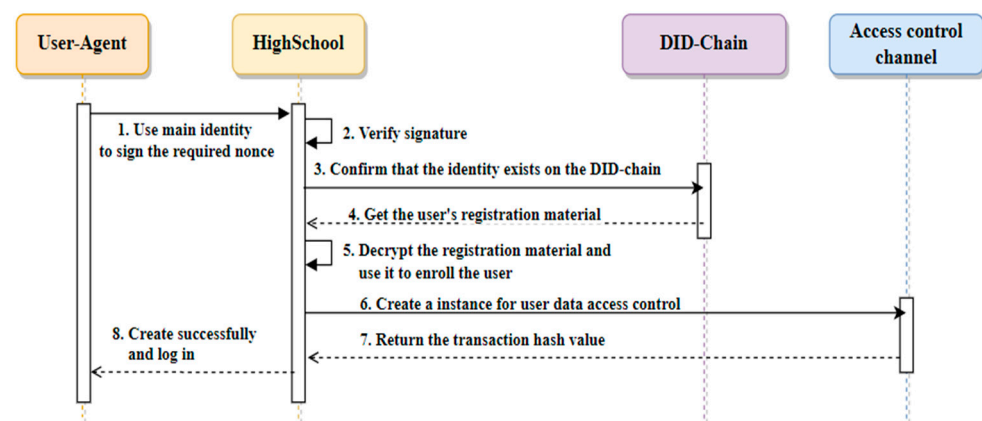 User-Agent
HighSchool
DID-Chain
Access control
channel
1. Use main identity
to sign the required nonce
2. Verify signature
3. Confirm that the identity exists on the DID-chain
4. Get the user's registration material
5. Decrypt the registration material and
use it to enroll the user
6. Create a instance for user data access control
8. Create successfully
and log in
7. Return the transaction hash value